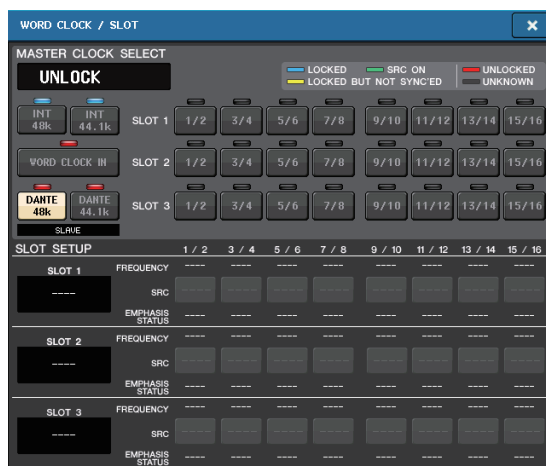 WORD CLOCK / SLOT ×
MASTER CLOCK SELECT
UNLOCK
LOCKED SRC ON UNLOCKED
LOCKED BUT NOT SYNC'ED UNKNOWN
INT 48k INT 44.1k SLOT 1 1/2 3/4 5/6 7/8 9/10 11/12 13/14 15/16
WORD CLOCK IN SLOT 2 1/2 3/4 5/6 7/8 9/10 11/12 13/14 15/16
DANTE 48k DANTE 44.1k SLOT 3 1/2 3/4 5/6 7/8 9/10 11/12 13/14 15/16
SLAVE
SLOT SETUP 1 / 2 3 / 4 5 / 6 7 / 8 9 / 10 11 / 12 13 / 14 15 / 16
SLOT 1 FREQUENCY ---- ---- ---- ---- ---- ---- ---- ----
---- SRC ---- ---- ---- ---- ---- ---- ---- ----
EMPHASIS STATUS ---- ---- ---- ---- ---- ---- ---- ----
SLOT 2 FREQUENCY ---- ---- ---- ---- ---- ---- ---- ----
---- SRC ---- ---- ---- ---- ---- ---- ---- ----
EMPHASIS STATUS ---- ---- ---- ---- ---- ---- ---- ----
SLOT 3 FREQUENCY ---- ---- ---- ---- ---- ---- ---- ----
---- SRC ---- ---- ---- ---- ---- ---- ---- ----
EMPHASIS STATUS ---- ---- ---- ---- ---- ---- ---- ----